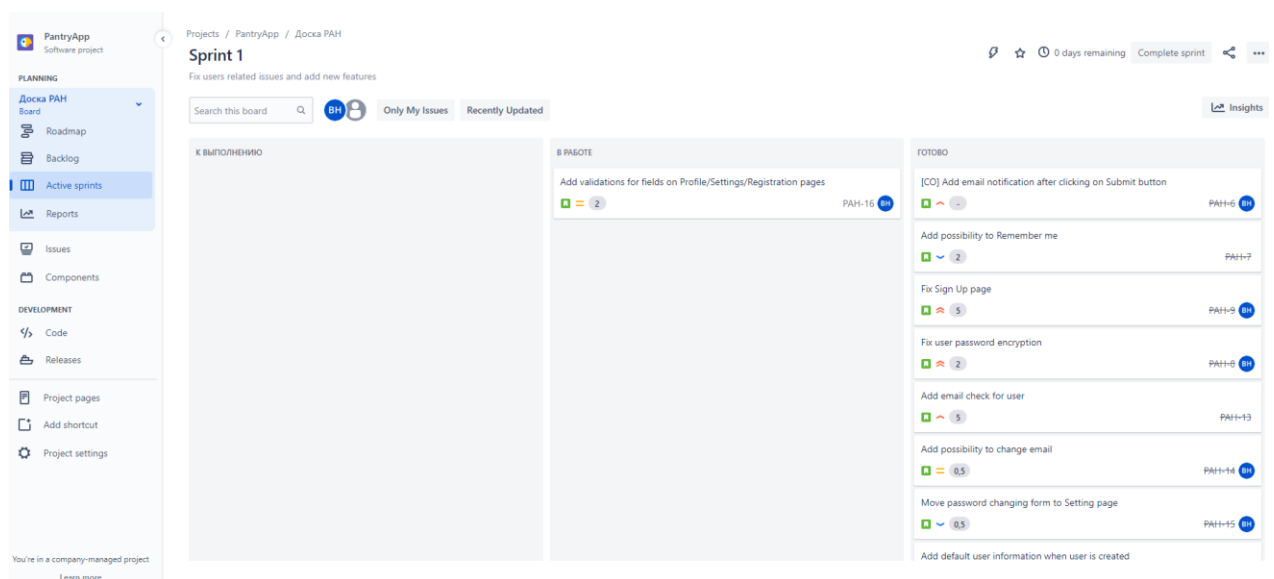 PantryApp
Software project
PLANNING
Доска PAH
Board
Roadmap
Backlog
Active sprints
Reports
Issues
Components
DEVELOPMENT
Code
Releases
Project pages
Add shortcut
Project settings
You're in a company-managed project
Learn more
Projects / PantryApp / Доска PAH
Sprint 1
0 days remaining Complete sprint
Fix users related issues and add new features
Search this board
BH
Only My Issues Recently Updated
Insights
К ВЫПОЛНЕНИЮ
В РАБОТЕ
Add validations for fields on Profile/Settings/Registration pages
2 PAH-16 BH
ГОТОВО
[CO] Add email notification after clicking on Submit button
- PAH-6 BH
Add possibility to Remember me
2 PAH-7
Fix Sign Up page
5 PAH-9 BH
Fix user password encryption
2 PAH-8 BH
Add email check for user
5 PAH-13
Add possibility to change email
0,5 PAH-14 BH
Move password changing form to Setting page
0,5 PAH-15 BH
Add default user information when user is created